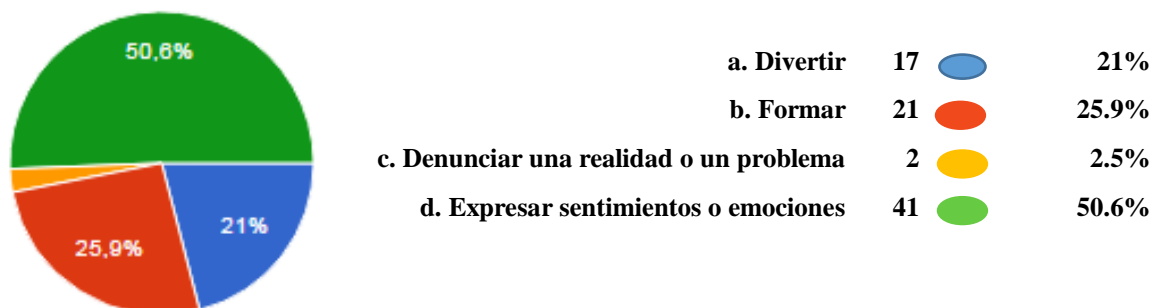 50,6%
25,9%
21%
a. Divertir 17 21%
b. Formar 21 25.9%
c. Denunciar una realidad o un problema 2 2.5%
d. Expresar sentimientos o emociones 41 50.6%